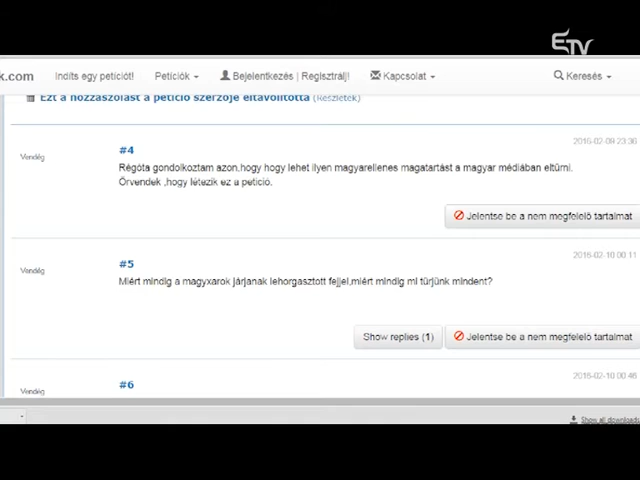 ETV
k.com Indíts egy petíciót! Petíciók Bejelentkezés | Regisztrálj! Kapcsolat Keresés
Ezt a hozzászólást a petíció szerzője eltávolította (Részletek)
2016-02-09 23:36
#4
Vendég
Régóta gondolkoztam azon,hogy hogy lehet ilyen magyarellenes magatartást a magyar médiában eltűrni.
Örvendek ,hogy létezik ez a petíció.
Jelentse be a nem megfelelő tartalmat
2016-02-10 00:11
#5
Vendég
Miért mindig a magyxarok járjanak lehorgasztott fejjel,miért mindig mi tűrjünk mindent?
Show replies (1) Jelentse be a nem megfelelő tartalmat
2016-02-10 00:46
#6
Vendég
Show all downloads